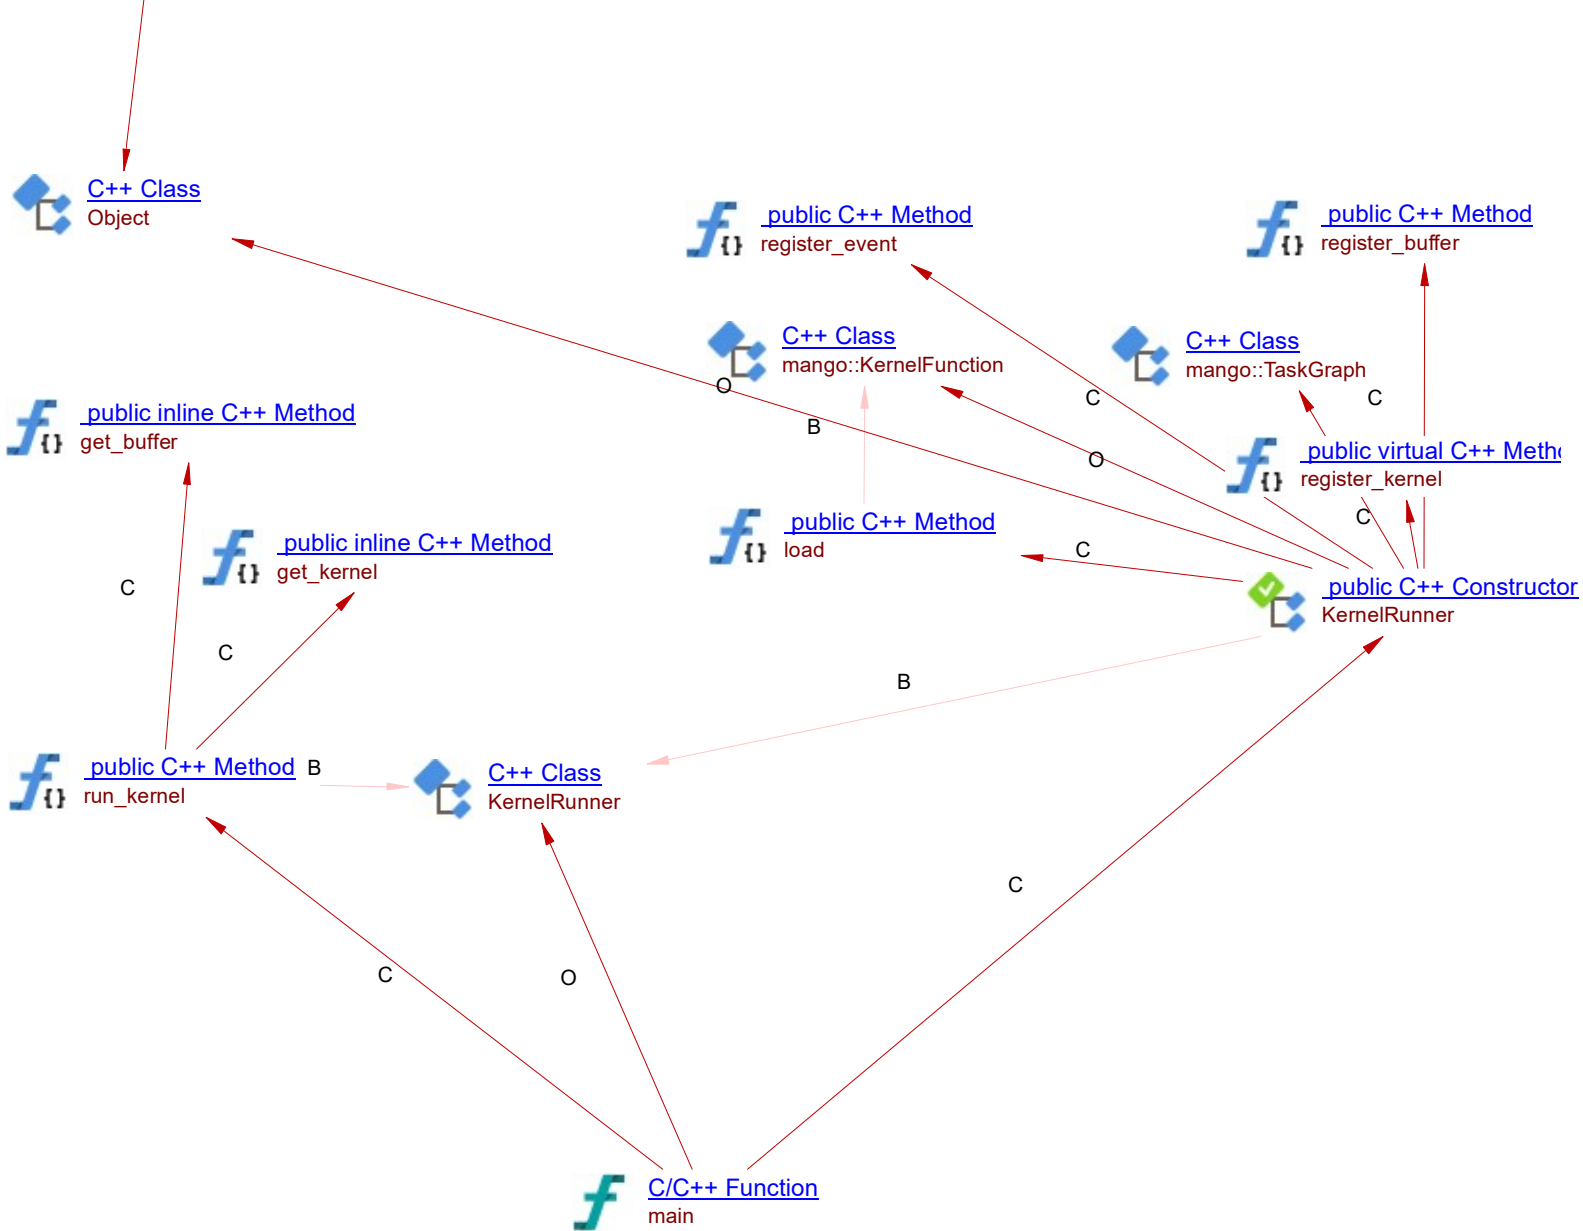 C++ Class
Object
public C++ Method
register_event
public C++ Method
register_buffer
C++ Class
mango::KernelFunction
C++ Class
mango::TaskGraph
O
C
C
B
public inline C++ Method
get_buffer
O
public virtual C++ Meth
register_kernel
C
public C++ Method
load
C
public inline C++ Method
get_kernel
C
public C++ Constructor
KernelRunner
C
B
public C++ Method
run_kernel
B
C++ Class
KernelRunner
C
C
O
C/C++ Function
main
{}
{}
{}
{}
{}
{}
{}